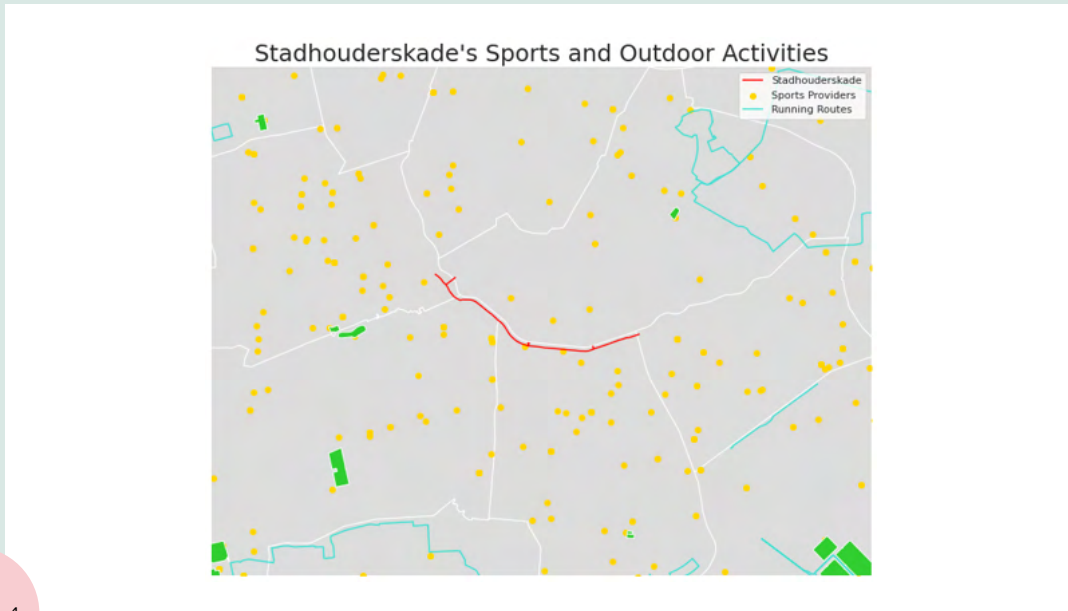 Stadhouderskade's Sports and Outdoor Activities
Stadhouderskade
Sports Providers
Running Routes